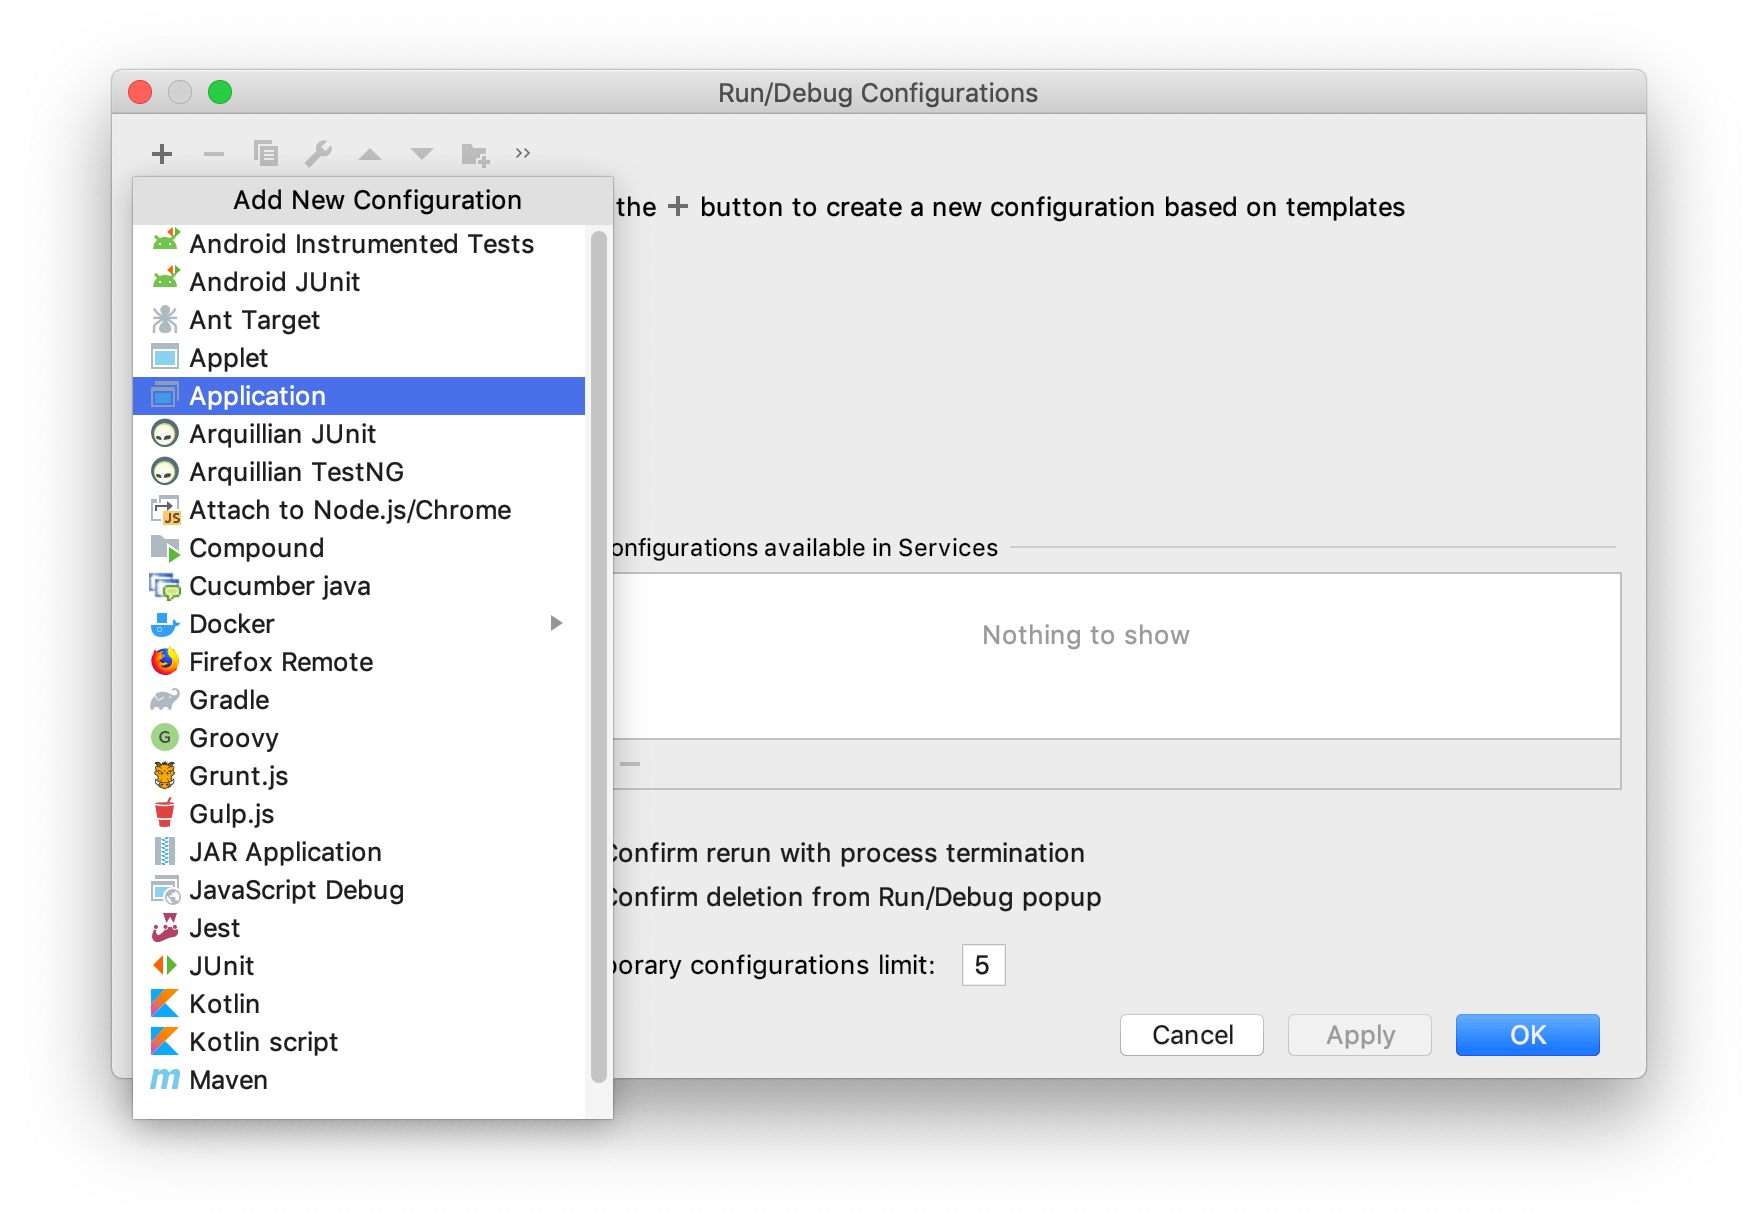 Run/Debug Configurations
Add New Configuration
the + button to create a new configuration based on templates
Android Instrumented Tests
Android JUnit
Ant Target
Applet
Application
Arquillian JUnit
Arquillian TestNG
JS
Attach to Node.js/Chrome
Compound
onfigurations available in Services
Cucumber java
Docker
Nothing to show
Firefox Remote
Gradle
G
Groovy
Grunt.js
Gulp.js
JAR Application
Confirm rerun with process termination
JavaScript Debug
Confirm deletion from Run/Debug popup
Jest
JUnit
porary configurations limit: 5
Kotlin
Kotlin script
Cancel
Apply
OK
m Maven